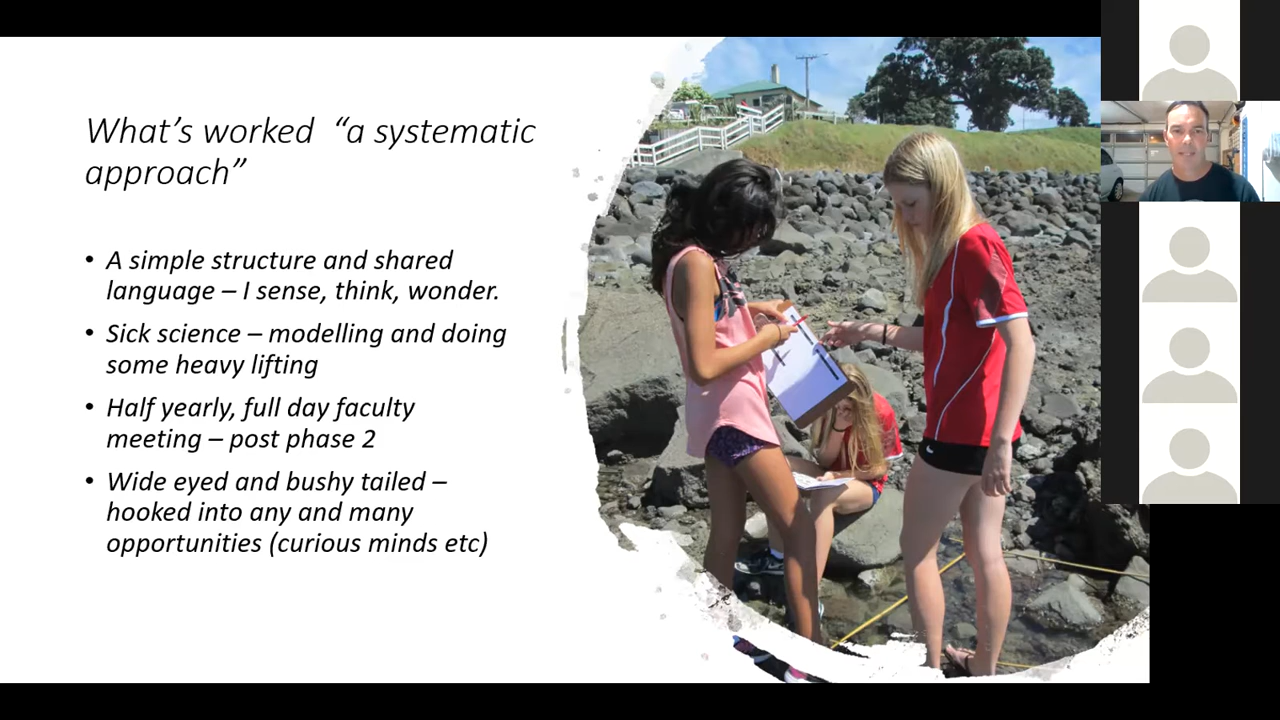 What’s worked “a systematic
approach”
• A simple structure and shared
language – I sense, think, wonder.
• Sick science – modelling and doing
some heavy lifting
• Half yearly, full day faculty
meeting – post phase 2
• Wide eyed and bushy tailed –
hooked into any and many
opportunities (curious minds etc)